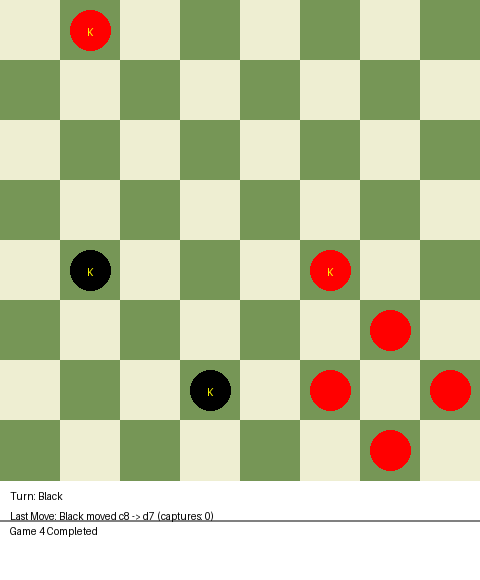 K
K
K
K
Turn: Black
Last Move: Black moved c8 -> d7 (captures: 0)
Game 4 Completed